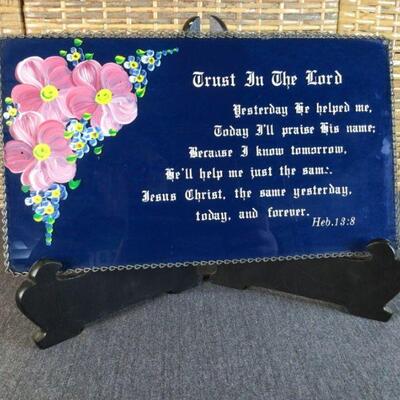 Trust In The Lord
Yesterday He helped me,
Today I'll praise His name;
Because I know tomorrow,
He'll help me just the same.
Jesus Christ, the same yesterday,
today, and forever.
Heb.13:8